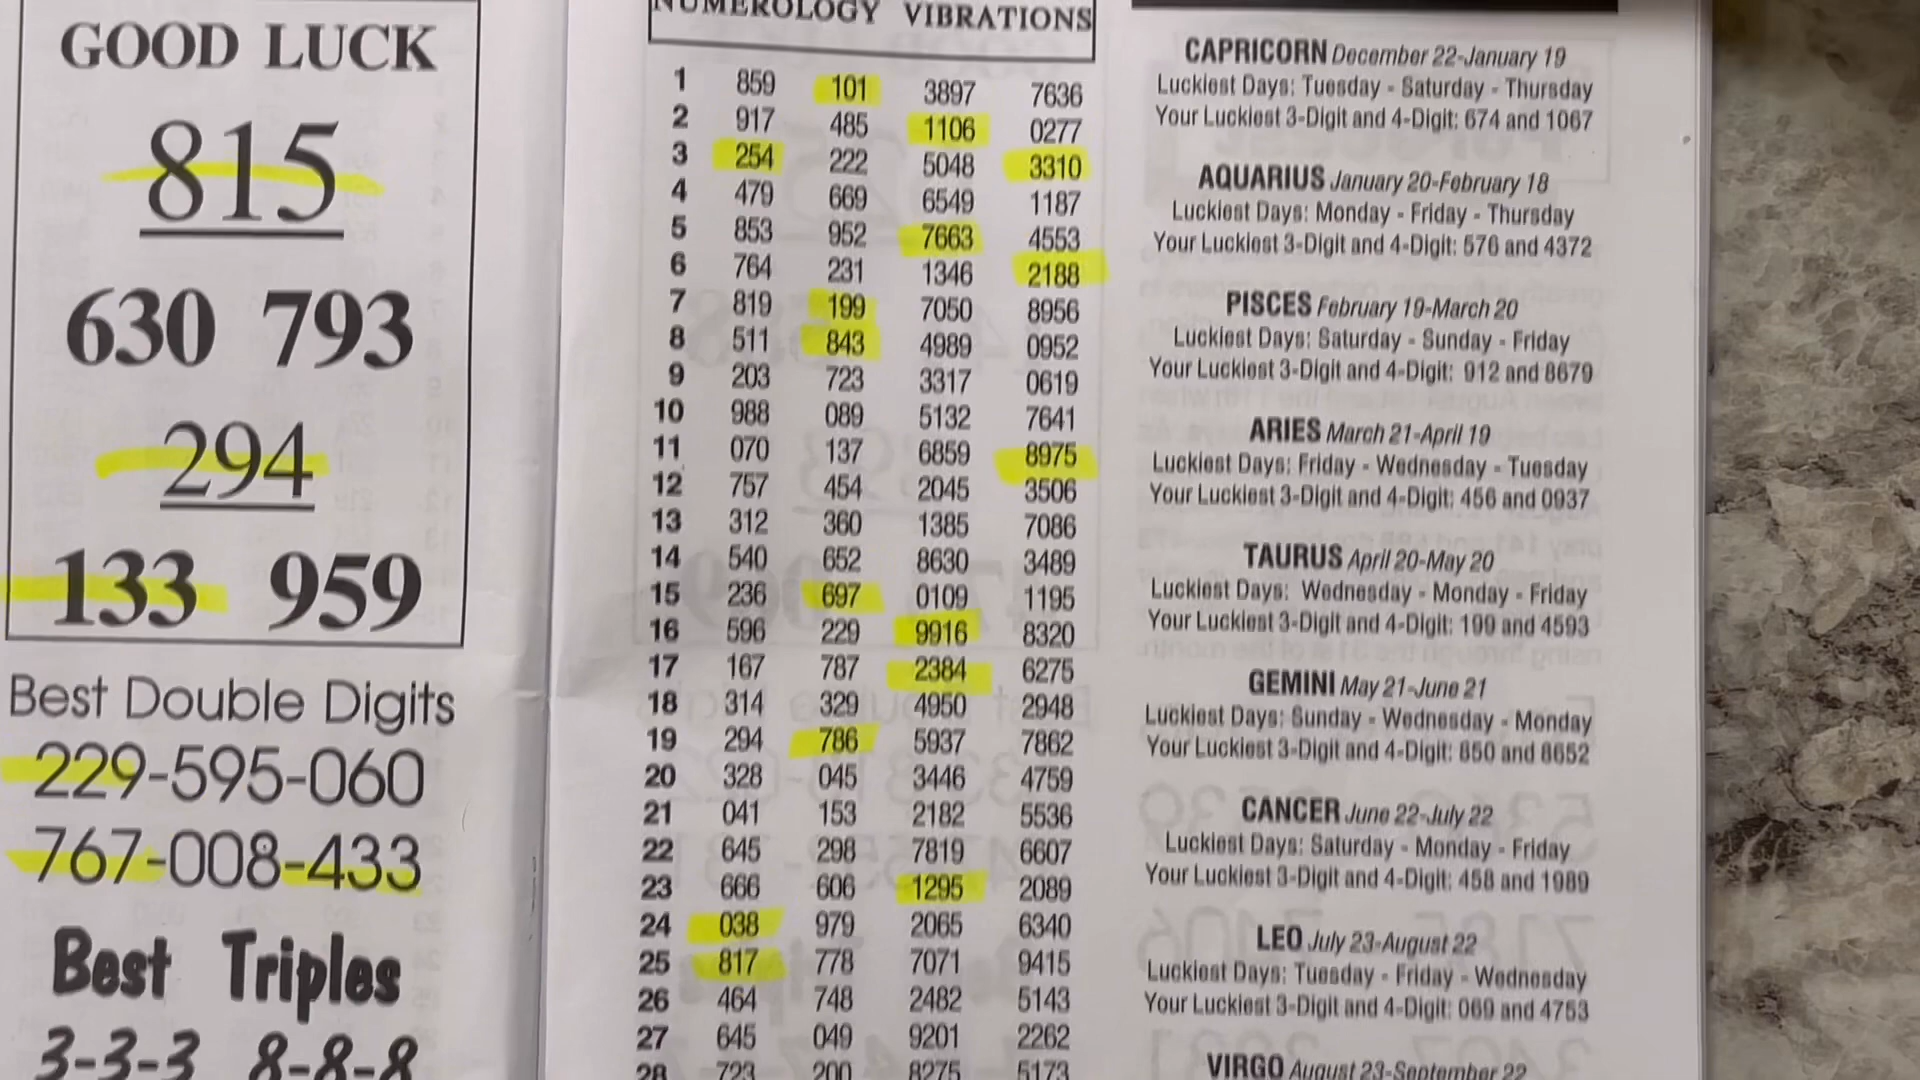 GOOD LUCK
815
630 793
294
133 959
Best Double Digits
229-595-060
767-008-433
Best Triples
3-3-3 8-8-8
NUMEROLOGY VIBRATIONS
1 859 101 3897 7636
2 917 485 1106 0277
3 254 222 5048 3310
4 479 669 6549 1187
5 853 952 7663 4553
6 764 231 1346 2188
7 819 199 7050 8956
8 511 843 4989 0952
9 203 723 3317 0619
10 988 089 5132 7641
11 070 137 6859 8975
12 757 454 2045 3506
13 312 360 1385 7086
14 540 652 8630 3489
15 236 697 0109 1195
16 596 229 9916 8320
17 167 787 2384 6275
18 314 329 4950 2948
19 294 786 5937 7862
20 328 045 3446 4759
21 041 153 2182 5536
22 645 298 7819 6607
23 666 606 1295 2089
24 038 979 2065 6340
25 817 778 7071 9415
26 464 748 2482 5143
27 645 049 9201 2262
28 723 200 8275 5173
CAPRICORN December 22-January 19
Luckiest Days: Tuesday - Saturday - Thursday
Your Luckiest 3-Digit and 4-Digit: 674 and 1067
AQUARIUS January 20-February 18
Luckiest Days: Monday - Friday - Thursday
Your Luckiest 3-Digit and 4-Digit: 576 and 4372
PISCES February 19-March 20
Luckiest Days: Saturday - Sunday - Friday
Your Luckiest 3-Digit and 4-Digit: 912 and 8679
ARIES March 21-April 19
Luckiest Days: Friday - Wednesday - Tuesday
Your Luckiest 3-Digit and 4-Digit: 456 and 0937
TAURUS April 20-May 20
Luckiest Days: Wednesday - Monday - Friday
Your Luckiest 3-Digit and 4-Digit: 199 and 4593
GEMINI May 21-June 21
Luckiest Days: Sunday - Wednesday - Monday
Your Luckiest 3-Digit and 4-Digit: 850 and 8652
CANCER June 22-July 22
Luckiest Days: Saturday - Monday - Friday
Your Luckiest 3-Digit and 4-Digit: 458 and 1989
LEO July 23-August 22
Luckiest Days: Tuesday - Friday - Wednesday
Your Luckiest 3-Digit and 4-Digit: 069 and 4753
VIRGO August 23-September 22